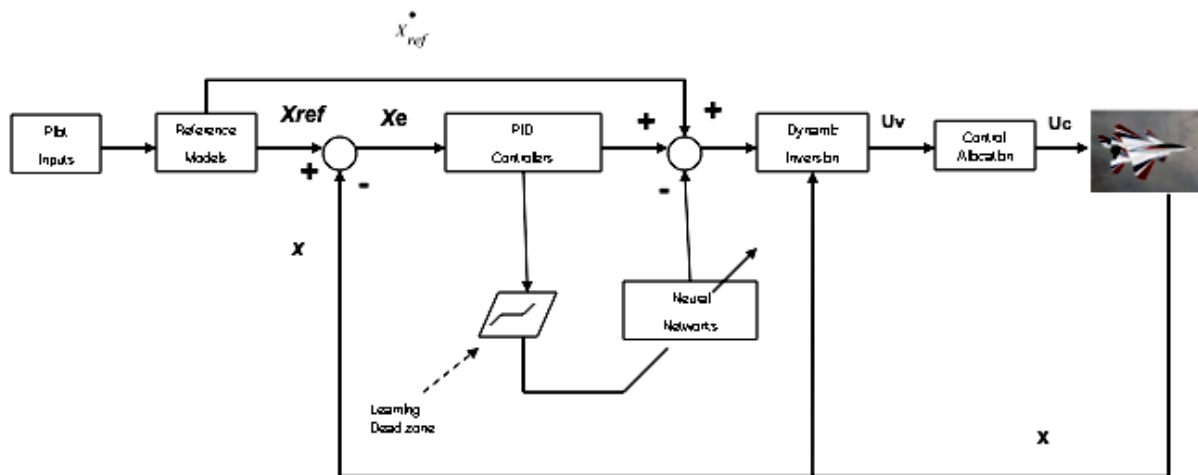 Ẋref
Pilot
Inputs
Reference
Models
Xref
+
-
Xe
PID
Controllers
+
+
-
Dynamic
Inversion
Uv
Control
Allocation
Uc
x
Neural
Networks
Learning
Dead zone
x